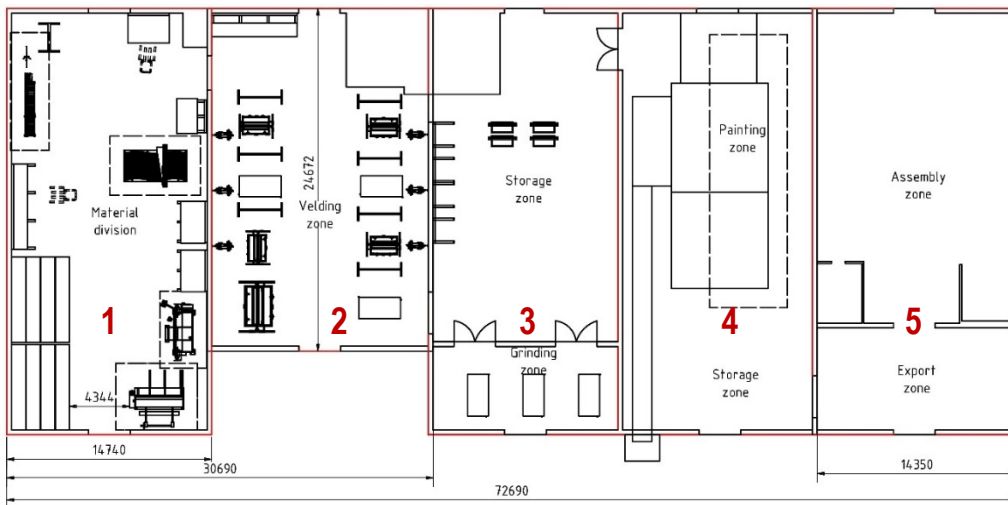 Material
division
1
4344
14740
30690
72690
Velding
zone
24672
2
Storage
zone
3
Grinding
zone
Painting
zone
4
Storage
zone
Assembly
zone
5
Export
zone
14350